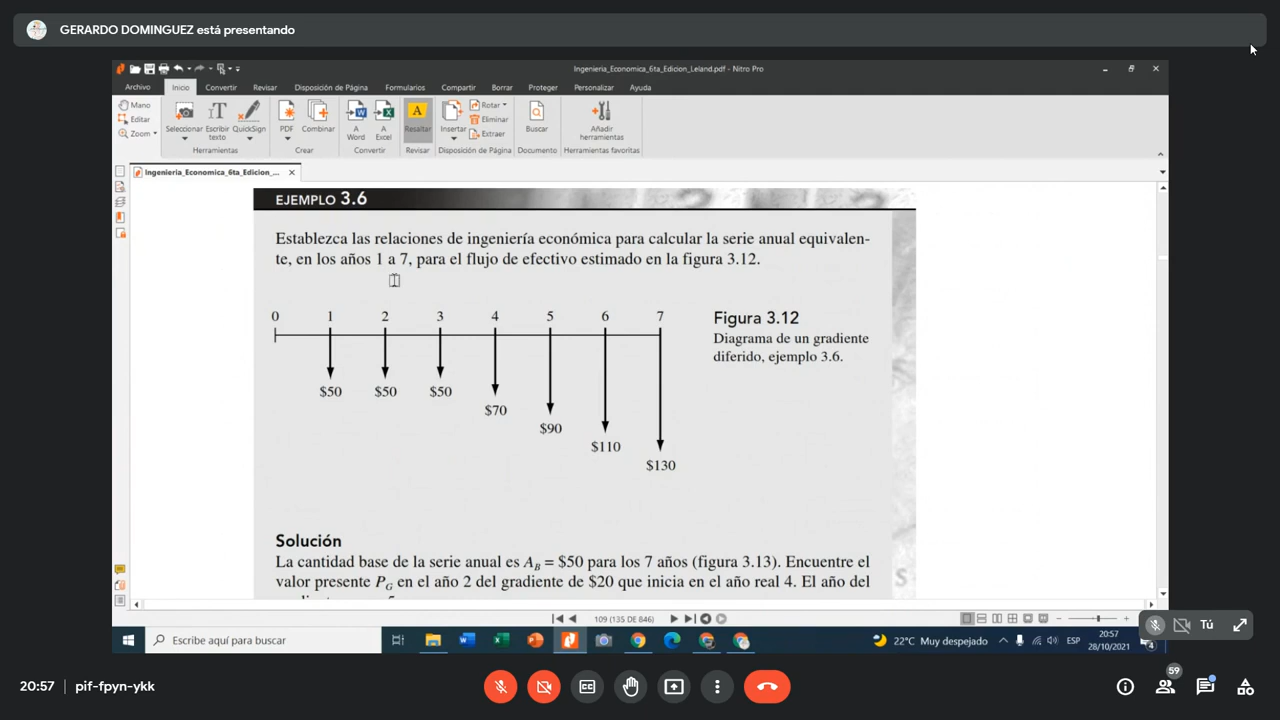 GERARDO DOMINGUEZ está presentando
Ingenieria_Economica_6ta_Edicion_Leland.pdf - Nitro Pro
Archivo Inicio Convertir Revisar Disposición de Página Formularios Compartir Borrar Proteger Personalizar Ayuda
Mano
Editar
Zoom
Seleccionar
Escribir texto
QuickSign
Herramientas
PDF
Combinar
Crear
A Word
A Excel
Convertir
Resaltar
Revisar
Insertar
Rotar
Eliminar
Extraer
Disposición de Página
Buscar
Documento
Añadir herramientas
Herramientas favoritas
Ingenieria_Economica_6ta_Edicion_...
EJEMPLO 3.6
Establezca las relaciones de ingeniería económica para calcular la serie anual equivalen-
te, en los años 1 a 7, para el flujo de efectivo estimado en la figura 3.12.
0 1 2 3 4 5 6 7
$50 $50 $50
$70
$90
$110
$130
Figura 3.12
Diagrama de un gradiente
diferido, ejemplo 3.6.
Solución
La cantidad base de la serie anual es AB = $50 para los 7 años (figura 3.13). Encuentre el
valor presente PG en el año 2 del gradiente de $20 que inicia en el año real 4. El año del
S
109 (135 DE 846)
Tú
Escribe aquí para buscar
22°C Muy despejado
ESP
20:57
28/10/2021
4
20:57 | pif-fpyn-ykk
59